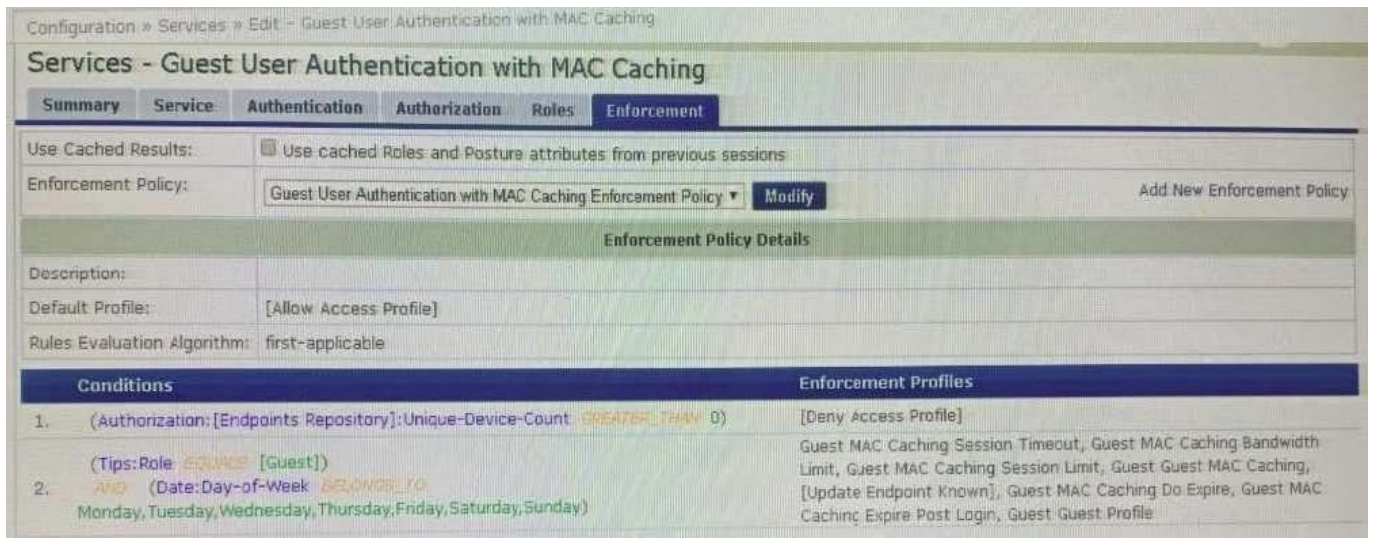 Configuration » Services » Edit - Guest User Authentication with MAC Caching
Services - Guest User Authentication with MAC Caching
Summary Service Authentication Authorization Roles Enforcement
Use Cached Results: Use cached Roles and Posture attributes from previous sessions
Enforcement Policy: Guest User Authentication with MAC Caching Enforcement Policy Modify Add New Enforcement Policy
Enforcement Policy Details
Description:
Default Profile: [Allow Access Profile]
Rules Evaluation Algorithm: first-applicable
Conditions Enforcement Profiles
1. (Authorization:[Endpoints Repository]:Unique-Device-Count GREATER_THAN 0) [Deny Access Profile]
2. (Tips:Role EQUALS [Guest])
AND (Date:Day-of-Week BELONGS_TO
Monday,Tuesday,Wednesday,Thursday,Friday,Saturday,Sunday)
Guest MAC Caching Session Timeout, Guest MAC Caching Bandwidth
Limit, Guest MAC Caching Session Limit, Guest Guest MAC Caching,
[Update Endpoint Known], Guest MAC Caching Do Expire, Guest MAC
Caching Expire Post Login, Guest Guest Profile